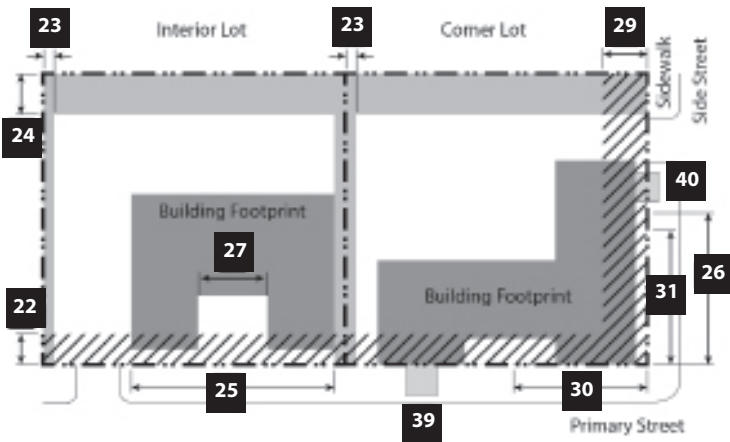 23
Interior Lot
23
Corner Lot
29
Sidewalk
Side Street
24
40
Building Footprint
27
26
31
Building Footprint
22
25
30
39
Primary Street